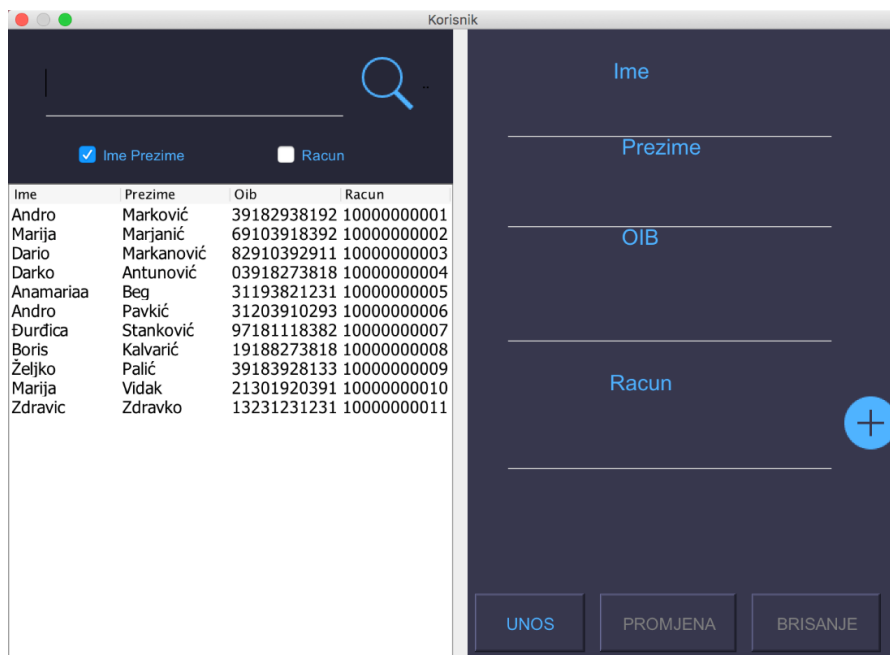 Korisnik
..
Ime Prezime Racun
Ime Prezime Oib Racun
Andro Marković 39182938192 10000000001
Marija Marjanić 69103918392 10000000002
Dario Markanović 82910392911 10000000003
Darko Antunović 03918273818 10000000004
Anamariaa Beg 31193821231 10000000005
Andro Pavkić 31203910293 10000000006
Đurđica Stanković 97181118382 10000000007
Boris Kalvarić 19188273818 10000000008
Željko Palić 39183928133 10000000009
Marija Vidak 21301920391 10000000010
Zdravic Zdravko 13231231231 10000000011
Ime
Prezime
OIB
Racun
UNOS PROMJENA BRISANJE